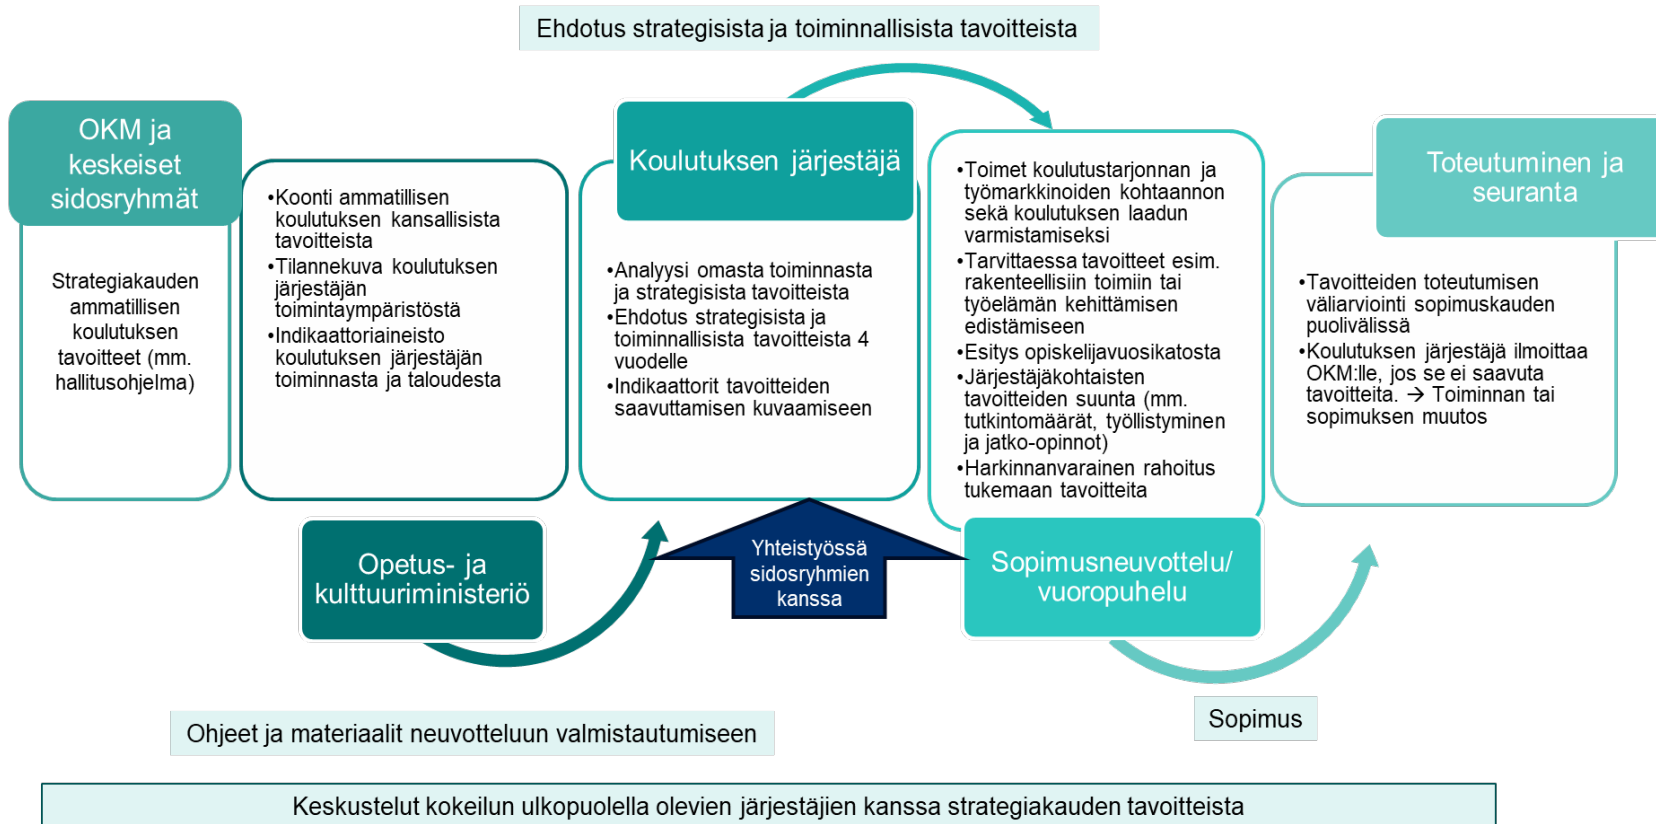 Ehdotus strategisista ja toiminnallisista tavoitteista
OKM ja
keskeiset
sidosryhmät
Strategiakauden
ammatillisen
koulutuksen
tavoitteet (mm.
hallitusohjelma)
•Koonti ammatillisen
koulutuksen kansallisista
tavoitteista
•Tilannekuva koulutuksen
järjestäjän
toimintaympäristöstä
•Indikaattoriaineisto
koulutuksen järjestäjän
toiminnasta ja taloudesta
Opetus- ja
kulttuuriministeriö
Koulutuksen järjestäjä
•Analyysi omasta toiminnasta
ja strategisista tavoitteista
•Ehdotus strategisista ja
toiminnallisista tavoitteista 4
vuodelle
•Indikaattorit tavoitteiden
saavuttamisen kuvaamiseen
Yhteistyössä
sidosryhmien
kanssa
•Toimet koulutustarjonnan ja
työmarkkinoiden kohtaannon
sekä koulutuksen laadun
varmistamiseksi
•Tarvittaessa tavoitteet esim.
rakenteellisiin toimiin tai
työelämän kehittämisen
edistämiseen
•Esitys opiskelijavuosikatosta
•Järjestäjäkohtaisten
tavoitteiden suunta (mm.
tutkintomäärät, työllistyminen
ja jatko-opinnot)
•Harkinnanvarainen rahoitus
tukemaan tavoitteita
Sopimusneuvottelu/
vuoropuhelu
Toteutuminen ja
seuranta
•Tavoitteiden toteutumisen
väliarviointi sopimuskauden
puolivälissä
•Koulutuksen järjestäjä ilmoittaa
OKM:lle, jos se ei saavuta
tavoitteita. → Toiminnan tai
sopimuksen muutos
Ohjeet ja materiaalit neuvotteluun valmistautumiseen
Sopimus
Keskustelut kokeilun ulkopuolella olevien järjestäjien kanssa strategiakauden tavoitteista